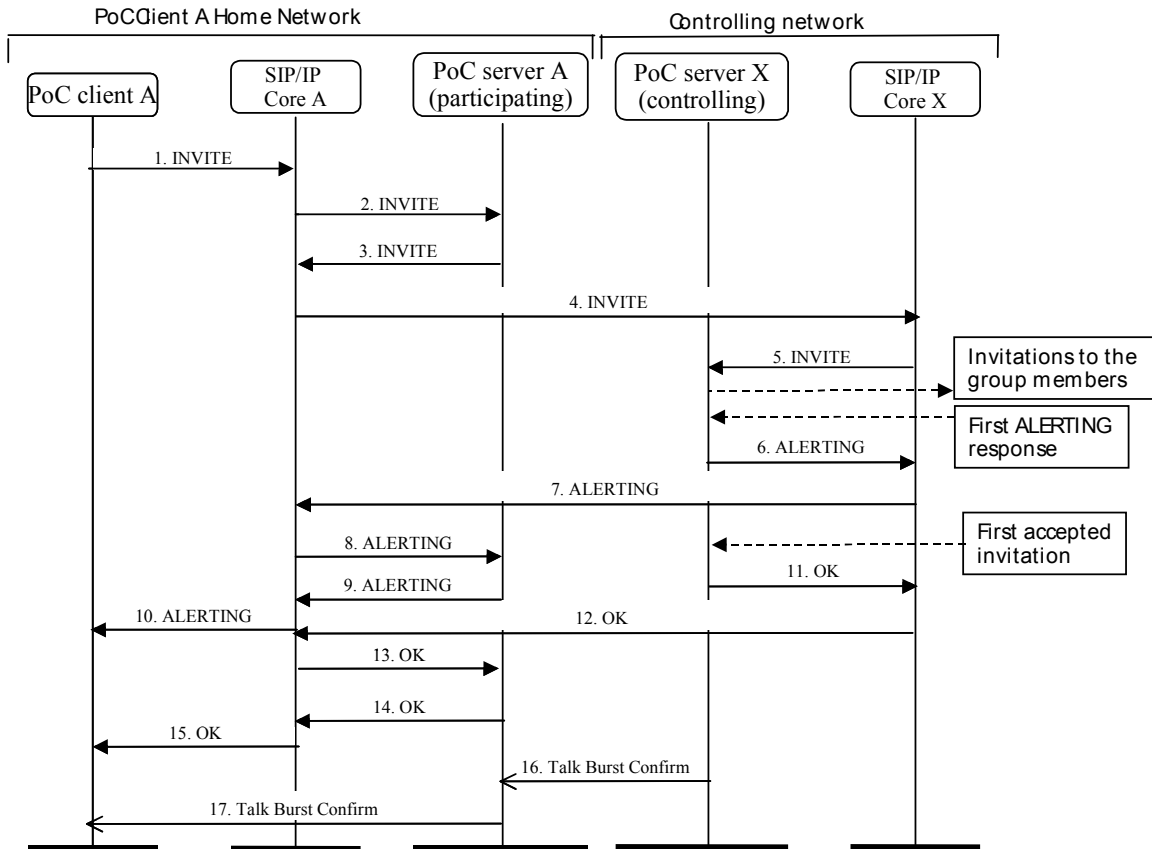 PoC Client A Home Network
Controlling network
PoC client A
SIP/IP
Core A
PoC server A
(participating)
PoC server X
(controlling)
SIP/IP
Core X
1. INVITE
2. INVITE
3. INVITE
4. INVITE
5. INVITE
Invitations to the
group members
First ALERTING
response
6. ALERTING
7. ALERTING
8. ALERTING
First accepted
invitation
9. ALERTING
11. OK
10. ALERTING
12. OK
13. OK
14. OK
15. OK
16. Talk Burst Confirm
17. Talk Burst Confirm